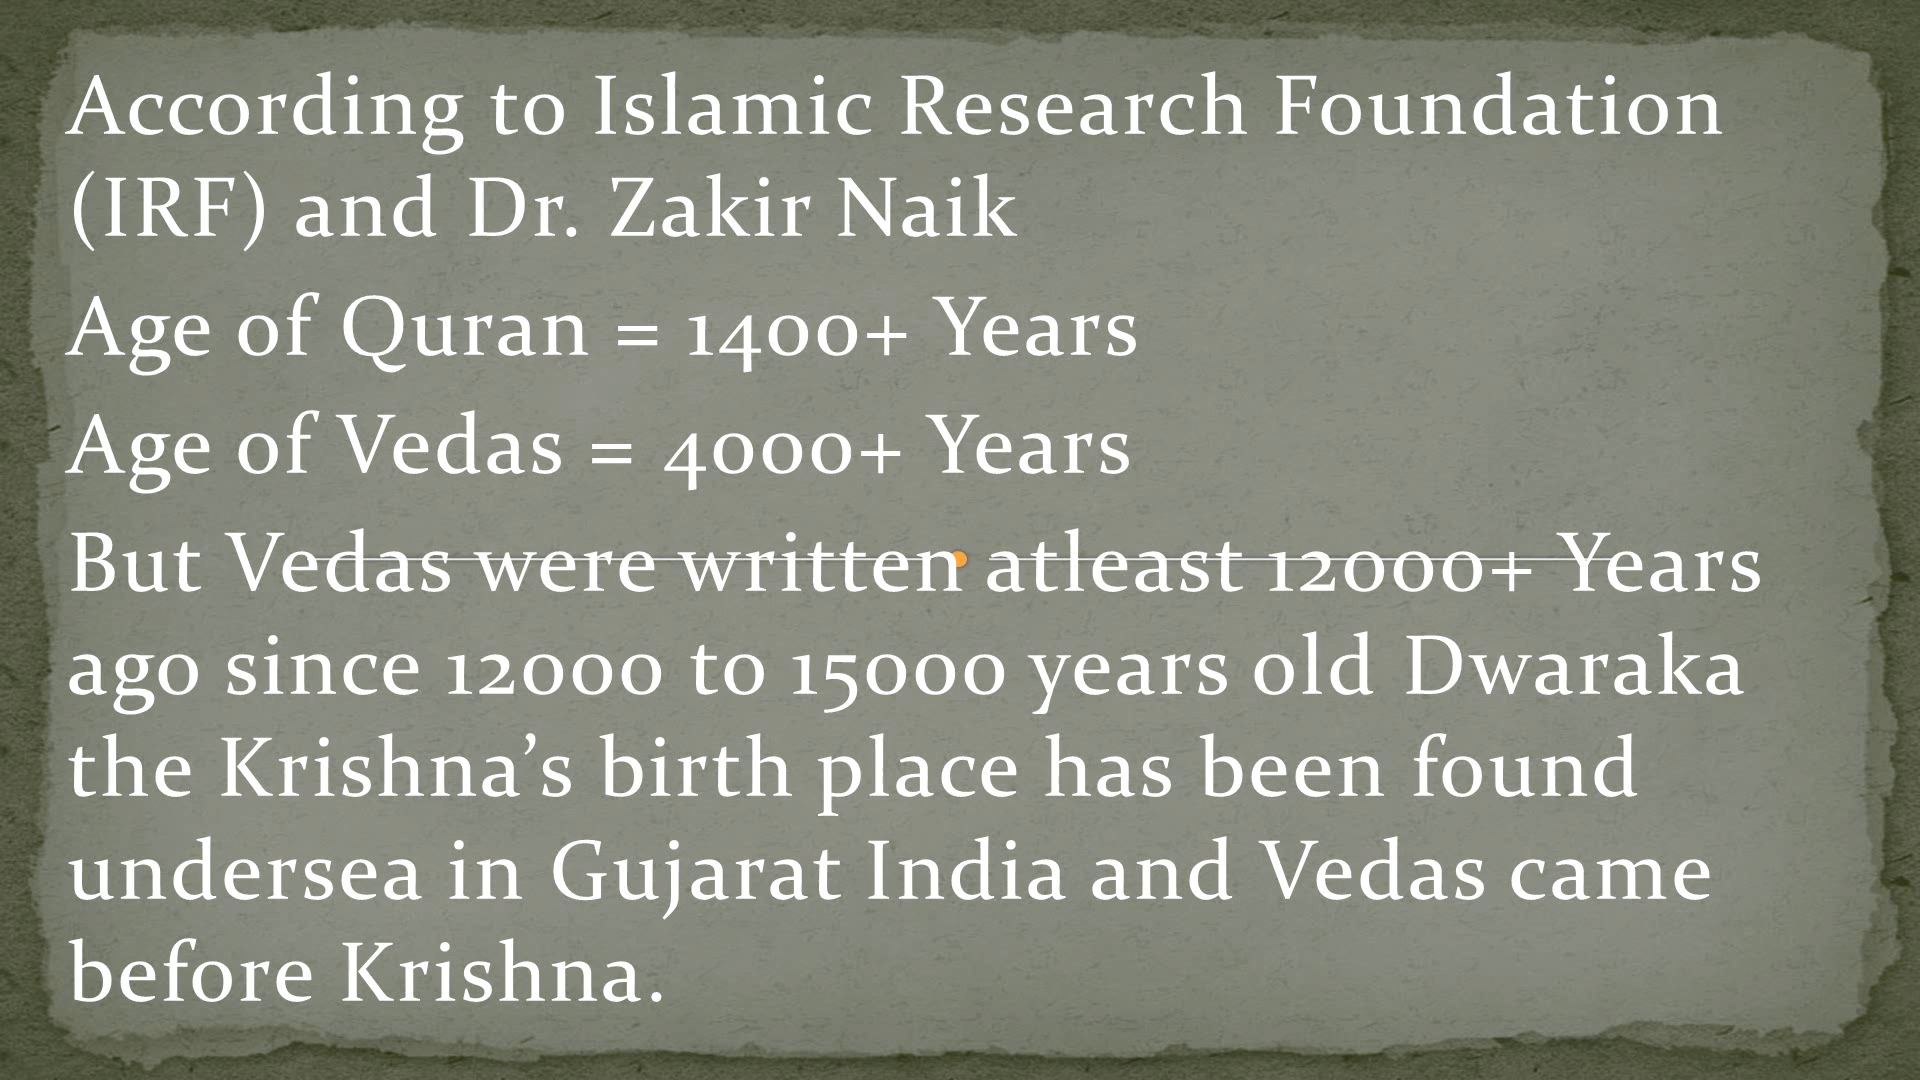 According to Islamic Research Foundation
(IRF) and Dr. Zakir Naik
Age of Quran = 1400+ Years
Age of Vedas = 4000+ Years
But Vedas were written atleast 12000+ Years
ago since 12000 to 15000 years old Dwaraka
the Krishna’s birth place has been found
undersea in Gujarat India and Vedas came
before Krishna.